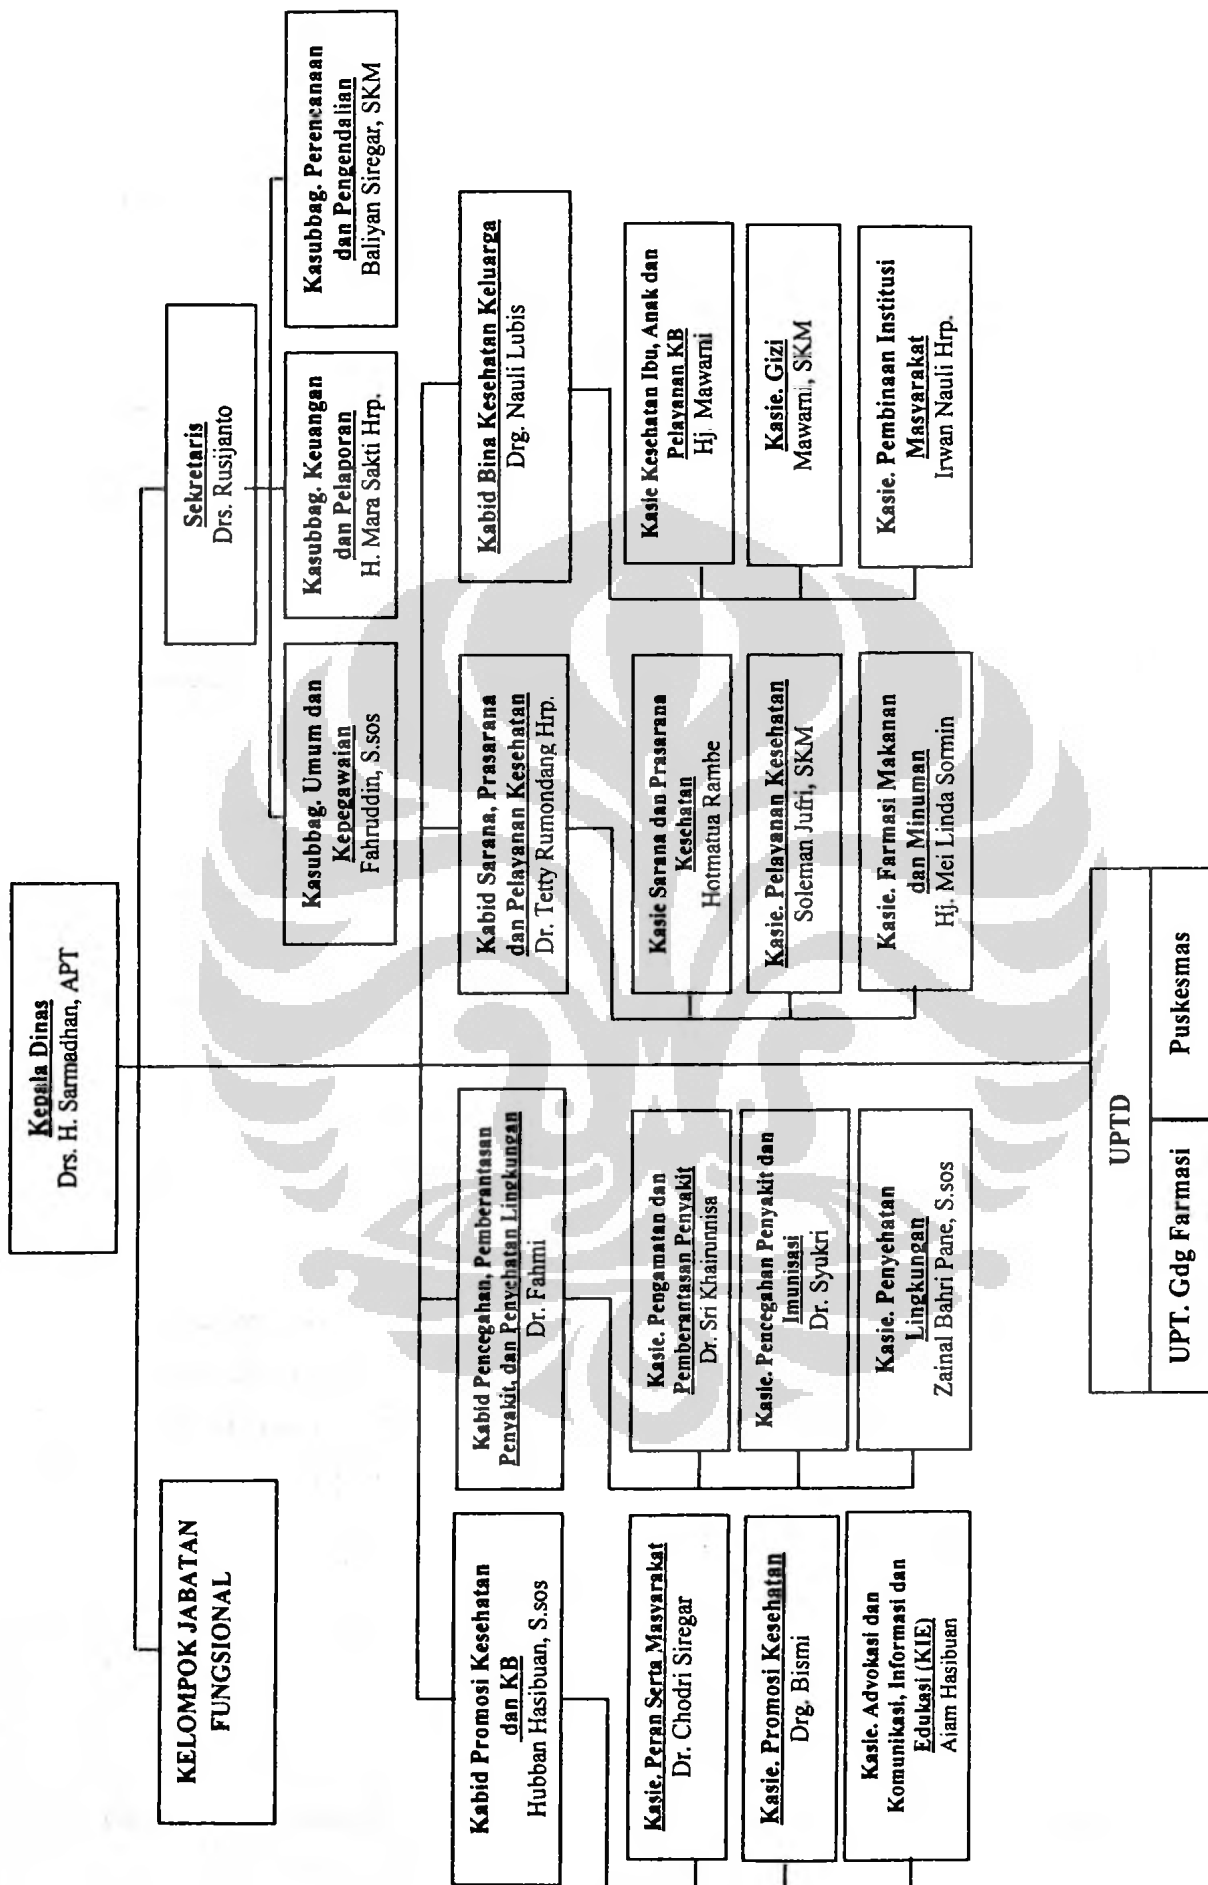 Kepala Dinas
Drs. H. Sarmadhan, APT
KELOMPOK JABATAN
FUNGSIONAL
Sekretaris
Drs. Rusijanto
Kasubbag. Umum dan
Kepegawaian
Fahruddin, S.sos
Kasubbag. Keuangan
dan Pelaporan
H. Mara Sakti Hrp.
Kasubbag. Perencanaan
dan Pengendalian
Baliyan Siregar, SKM
Kabid Promosi Kesehatan
dan KB
Hubban Hasibuan, S.sos
Kabid Pencegahan, Pemberantasan
Penyakit, dan Penyehatan Lingkungan
Dr. Fahmi
Kabid Sarana, Prasarana
dan Pelayanan Kesehatan
Dr. Tetty Rumondang Hrp.
Kabid Bina Kesehatan Keluarga
Drg. Nauli Lubis
Kasie. Peran Serta Masyarakat
Dr. Chodri Siregar
Kasie. Promosi Kesehatan
Drg. Bismi
Kasie. Advokasi dan
Komunikasi, Informasi dan
Edukasi (KIE)
Ajam Hasibuan
Kasie. Pengamatan dan
Pemberantasan Penyakit
Dr. Sri Khairunnisa
Kasie. Pencegahan Penyakit dan
Imunisasi
Dr. Syukri
Kasie. Penyehatan
Lingkungan
Zainal Bahri Pane, S.sos
Kasie Sarana dan Prasarana
Kesehatan
Hotmatua Rambe
Kasie. Pelayanan Kesehatan
Soleman Jufri, SKM
Kasie. Farmasi Makanan
dan Minuman
Hj. Mei Linda Sormin
Kasie Kesehatan Ibu, Anak dan
Pelayanan KB
Hj. Mawarni
Kasie. Gizi
Mawarni, SKM
Kasie. Pembinaan Institusi
Masyarakat
Irwan Nauli Hrp.
UPTD
UPT. Gdg Farmasi
Puskesmas